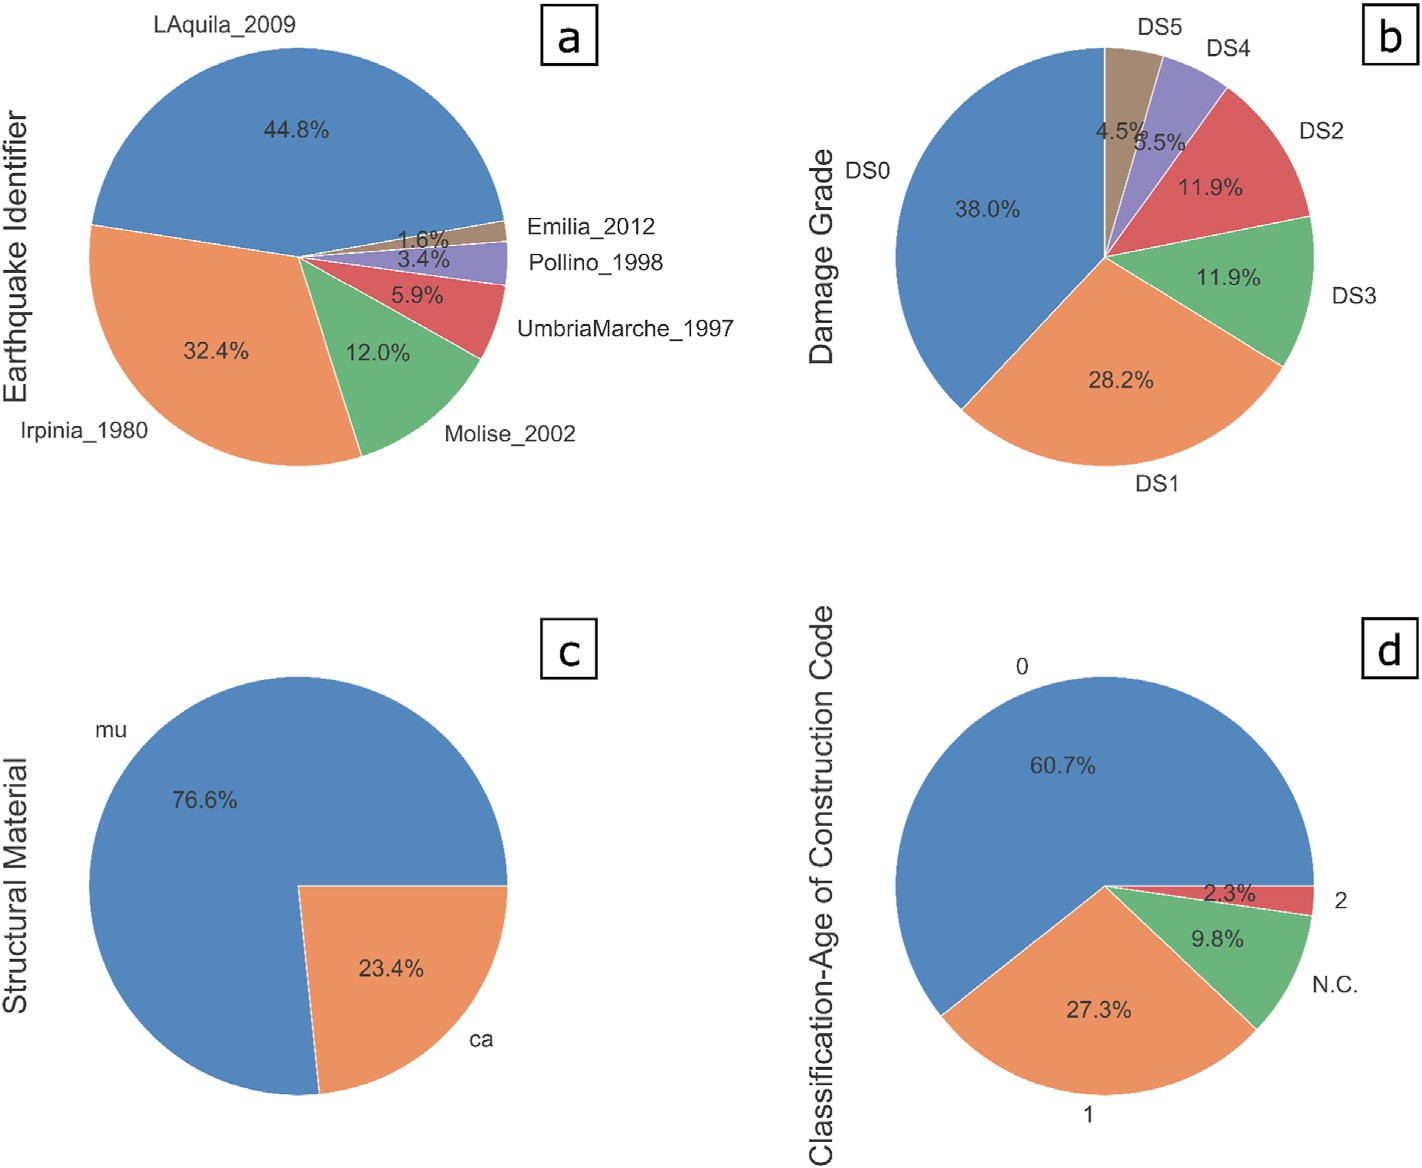 LAquila_2009
a
44.8%
Earthquake Identifier
Emilia_2012
1.6%
3.4%
Pollino_1998
5.9%
UmbriaMarche_1997
32.4%
12.0%
Irpinia_1980
Molise_2002
DS5
b
DS4
4.5%
5.5%
DS2
Damage Grade
DS0
38.0%
11.9%
11.9%
DS3
28.2%
DS1
c
mu
76.6%
Structural Material
23.4%
ca
d
0
60.7%
Classification-Age of Construction Code
2.3%
2
9.8%
N.C.
27.3%
1